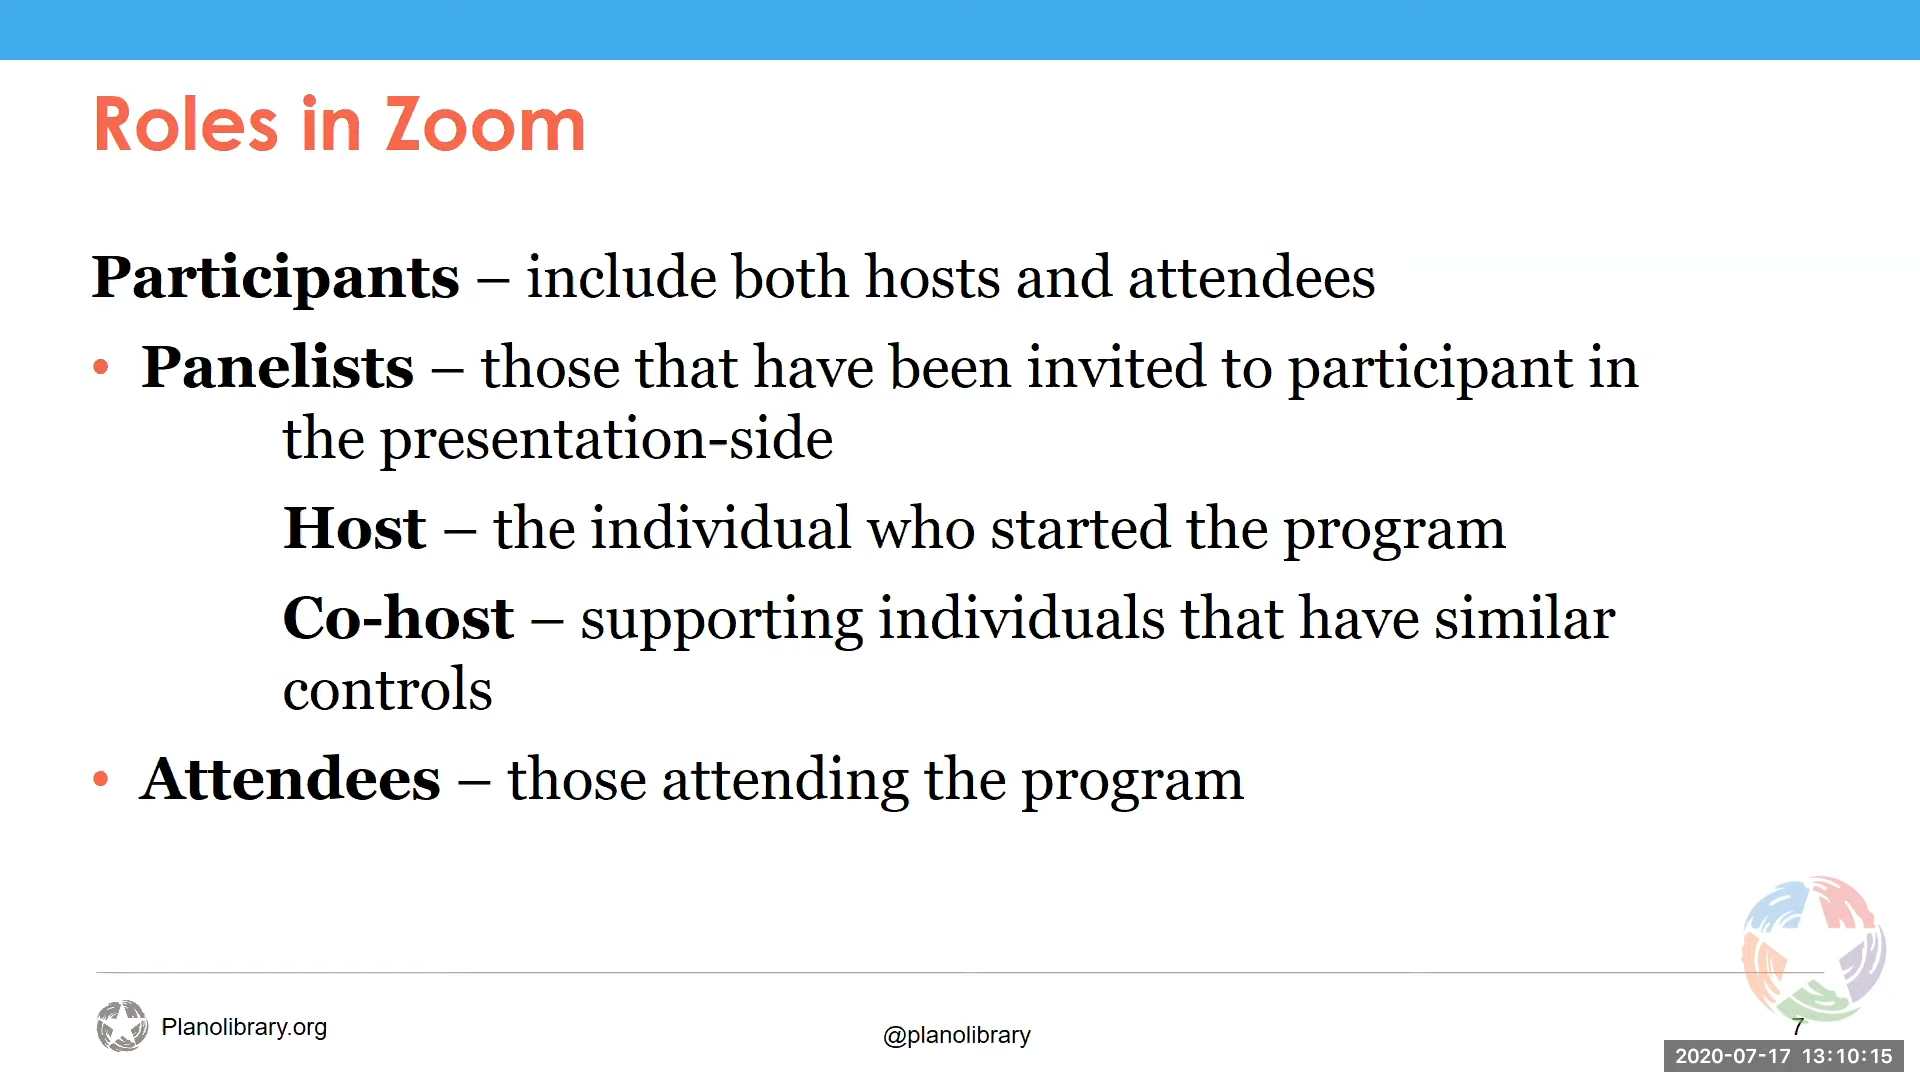 Roles in Zoom
Participants – include both hosts and attendees
• Panelists – those that have been invited to participant in
the presentation-side
Host – the individual who started the program
Co-host – supporting individuals that have similar
controls
• Attendees – those attending the program
Planolibrary.org
@planolibrary
7
2020-07-17 13:10:15